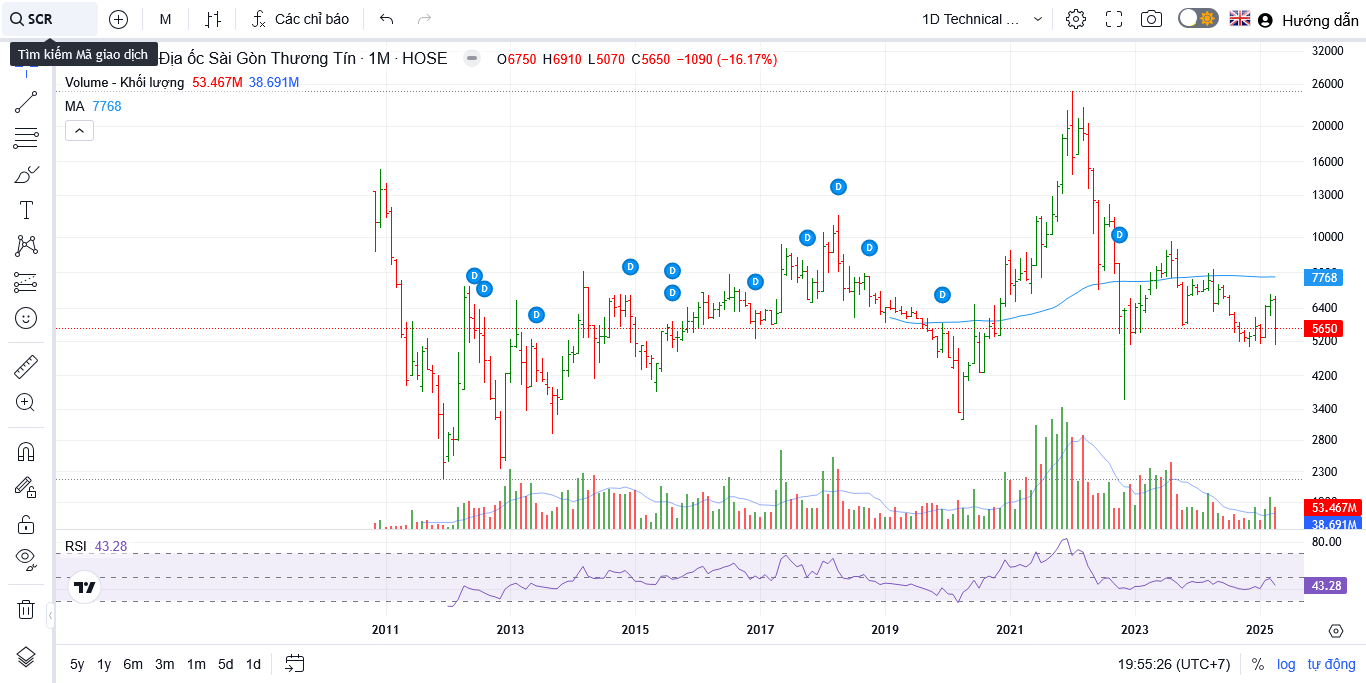 SCR
M
Các chỉ báo
1D Technical ...
Hướng dẫn
Tìm kiếm Mã giao dịch
Địa ốc Sài Gòn Thương Tín · 1M · HOSE
O6750 H6910 L5070 C5650 −1090 (−16.17%)
Volume - Khối lượng 53.467M 38.691M
MA 7768
32000
26000
20000
16000
13000
10000
7768
6400
5650
5200
4200
3400
2800
2300
53.467M
38.691M
D
D
D
D
D
D
D
D
D
D
D
D
RSI 43.28
80.00
43.28
2011 2013 2015 2017 2019 2021 2023 2025
5y 1y 6m 3m 1m 5d 1d
19:55:26 (UTC+7) % log tự động